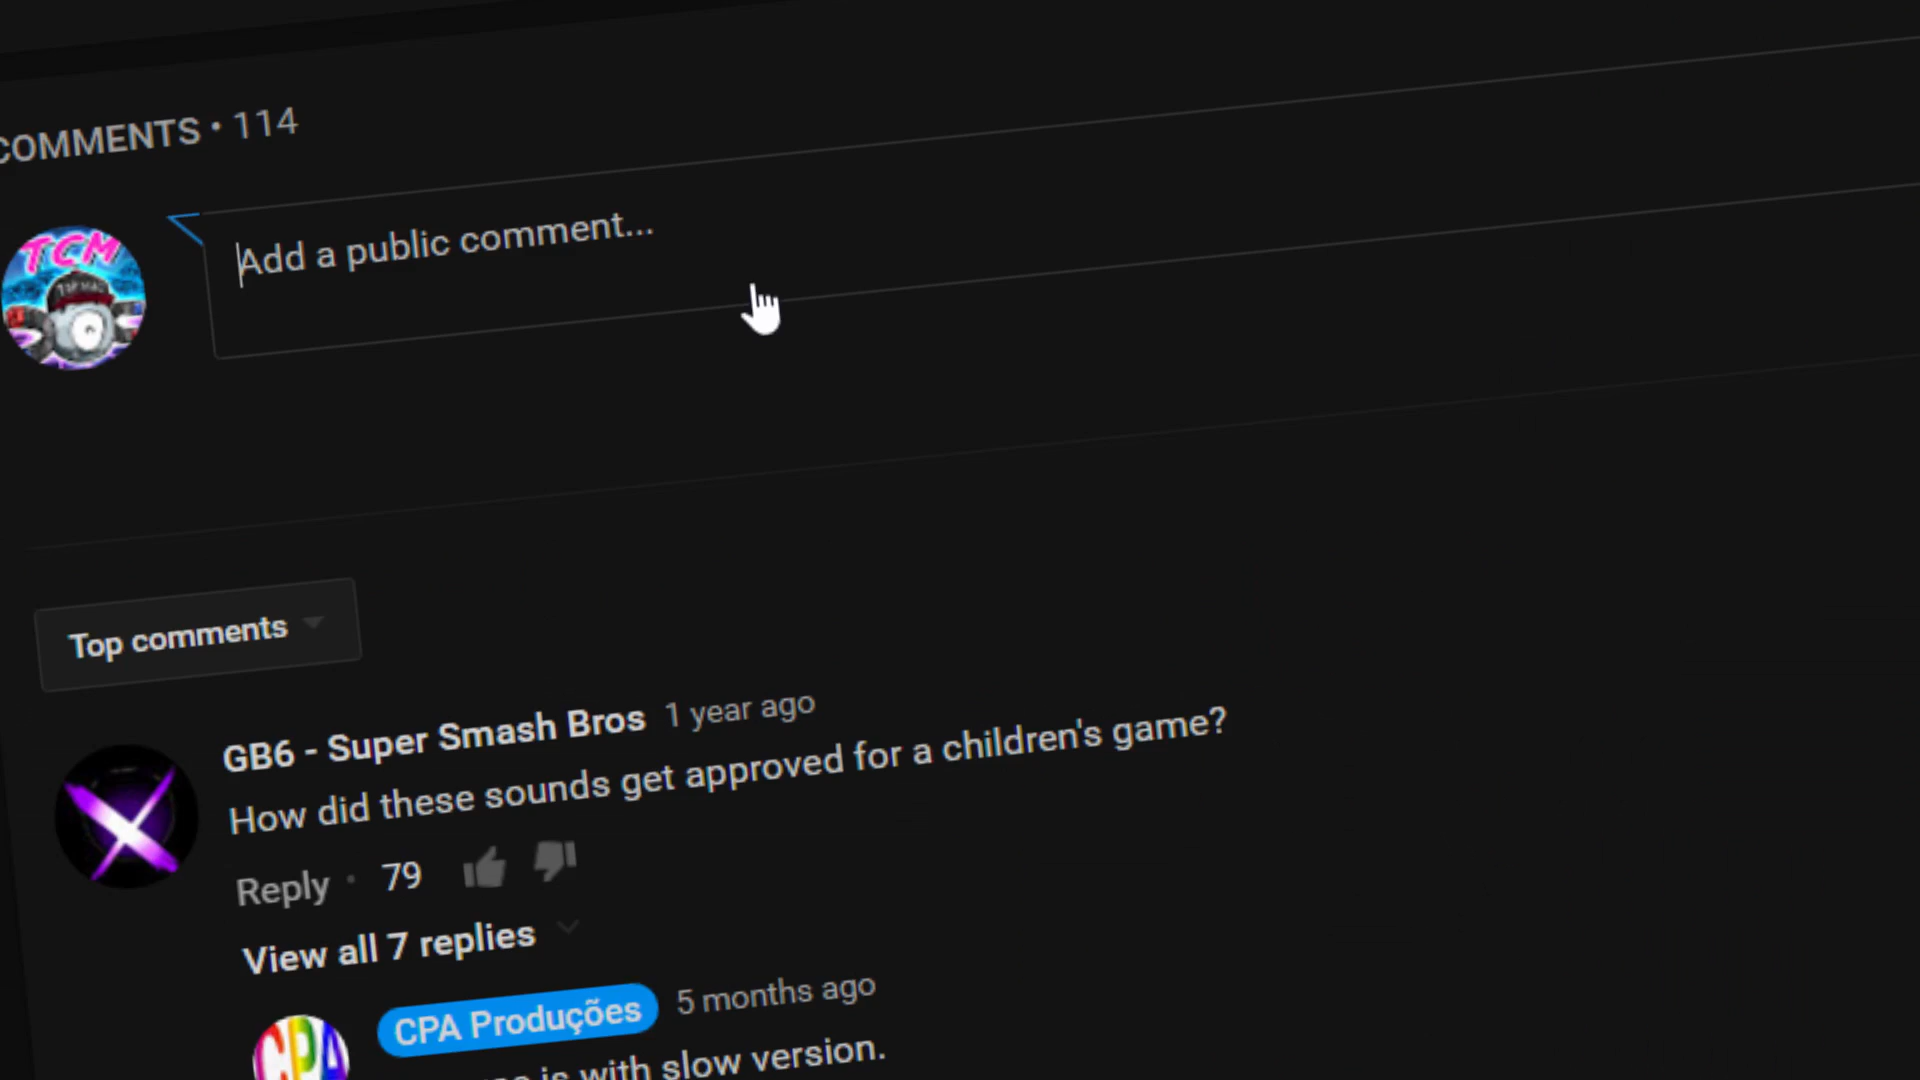 COMMENTS • 114
TCM
Add a public comment...
Top comments
GB6 - Super Smash Bros 1 year ago
How did these sounds get approved for a children's game?
Reply • 79
View all 7 replies
CPA
CPA Produções 5 months ago
is with slow version.